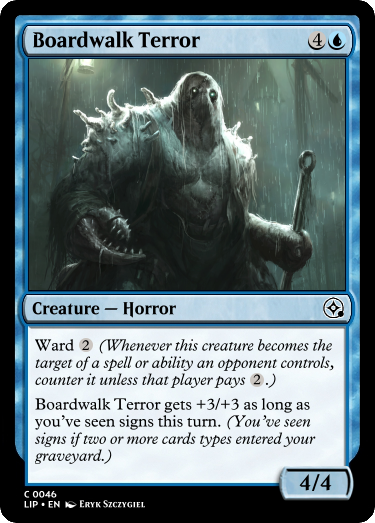 Boardwalk Terror 4
Creature — Horror
Ward 2 (Whenever this creature becomes the
target of a spell or ability an opponent controls,
counter it unless that player pays 2.)
Boardwalk Terror gets +3/+3 as long as
you've seen signs this turn. (You've seen
signs if two or more cards types entered your
graveyard.)
4/4
C 0046
LIP • EN Eryk Szczygiel